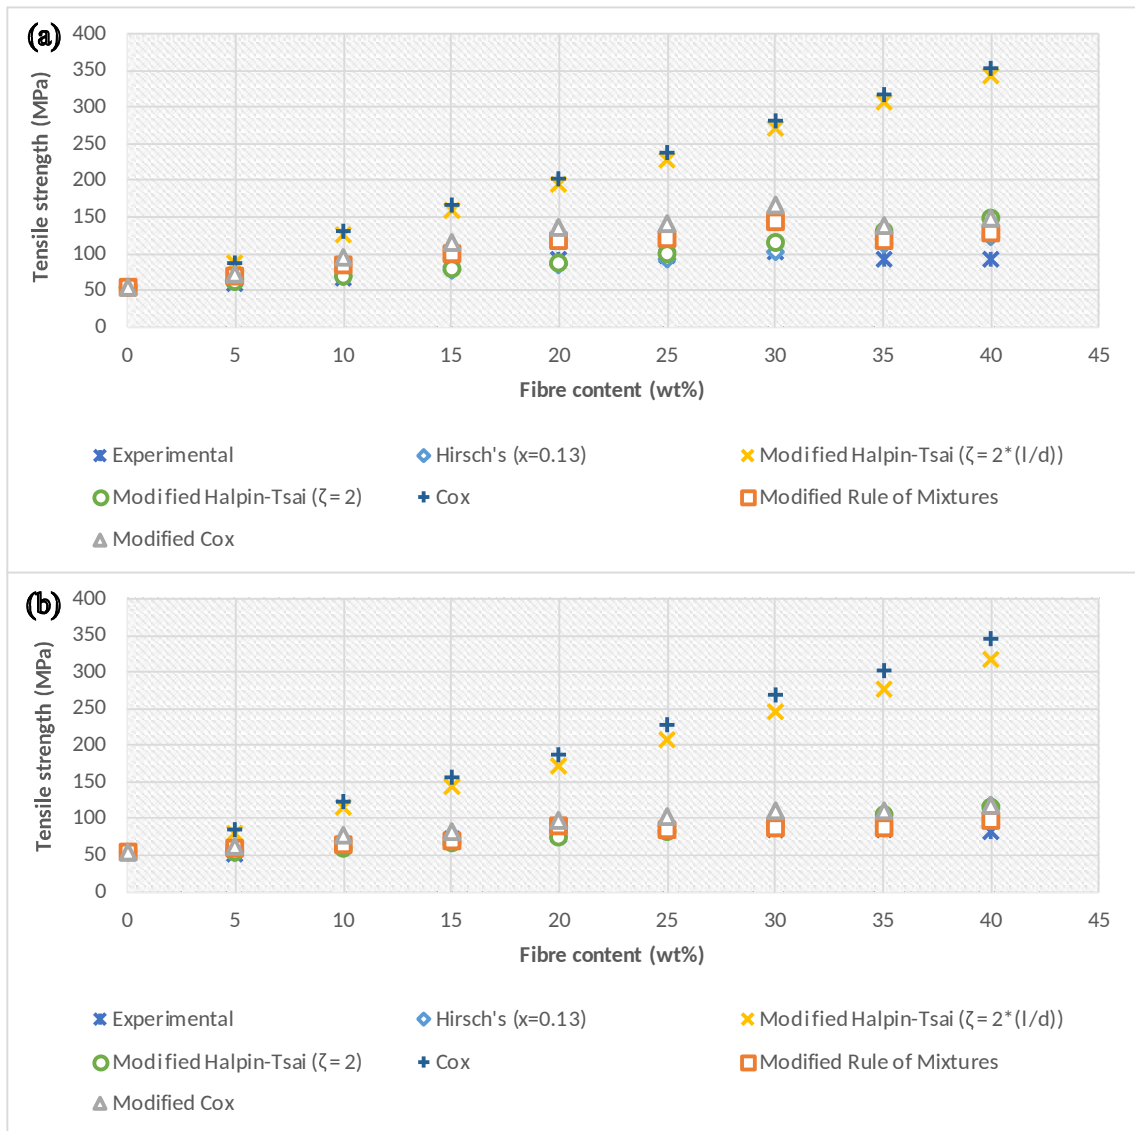 (a)
400
350
300
250
200
150
100
50
0
Tensile strength (MPa)
0 5 10 15 20 25 30 35 40 45
Fibre content (wt%)
Experimental Hirsch's (x=0.13) Modified Halpin-Tsai (ζ = 2*(l/d))
Modified Halpin-Tsai (ζ = 2) Cox Modified Rule of Mixtures
Modified Cox
(b)
400
350
300
250
200
150
100
50
0
Tensile strength (MPa)
0 5 10 15 20 25 30 35 40 45
Fibre content (wt%)
Experimental Hirsch's (x=0.13) Modified Halpin-Tsai (ζ = 2*(l/d))
Modified Halpin-Tsai (ζ = 2) Cox Modified Rule of Mixtures
Modified Cox